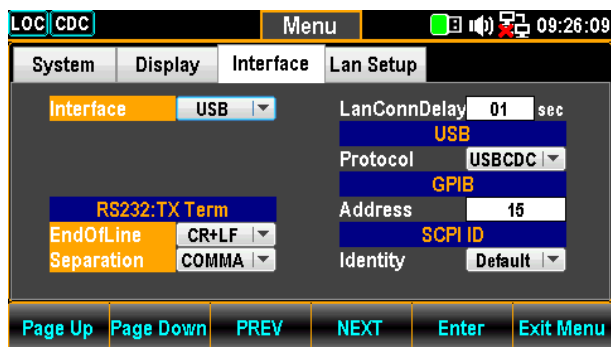 LOC CDC Menu 09:26:09
System Display Interface Lan Setup
Interface USB LanConnDelay 01 sec
USB
Protocol USBCDC
GPIB
RS232:TX Term Address 15
EndOfLine CR+LF SCPI ID
Separation COMMA Identity Default
Page Up Page Down PREV NEXT Enter Exit Menu